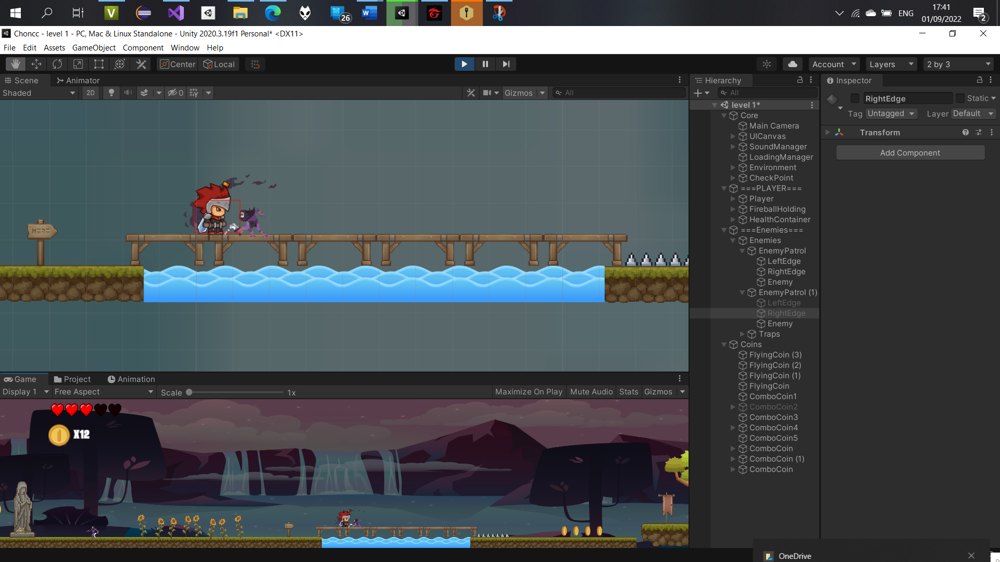 26
ENG
17:41
01/09/2022
2
Choncc - level 1 - PC, Mac & Linux Standalone - Unity 2020.3.19f1 Personal* <DX11>
File Edit Assets GameObject Component Window Help
Center Local
Account Layers 2 by 3
Scene Animator
Shaded 2D 0 Gizmos All
Hierarchy
All
level 1*
Core
Main Camera
UICanvas
SoundManager
LoadingManager
Environment
CheckPoint
===PLAYER===
Player
FireballHolding
HealthContainer
===Enemies===
Enemies
EnemyPatrol
LeftEdge
RightEdge
Enemy
EnemyPatrol (1)
LeftEdge
RightEdge
Enemy
Traps
Coins
FlyingCoin (3)
FlyingCoin (2)
FlyingCoin (1)
FlyingCoin
ComboCoin1
ComboCoin2
ComboCoin3
ComboCoin4
ComboCoin5
ComboCoin
ComboCoin (1)
ComboCoin
Inspector
RightEdge Static
Tag Untagged Layer Default
Transform
Add Component
HERE
Game Project Animation
Display 1 Free Aspect Scale 1x Maximize On Play Mute Audio Stats Gizmos
X12
OneDrive